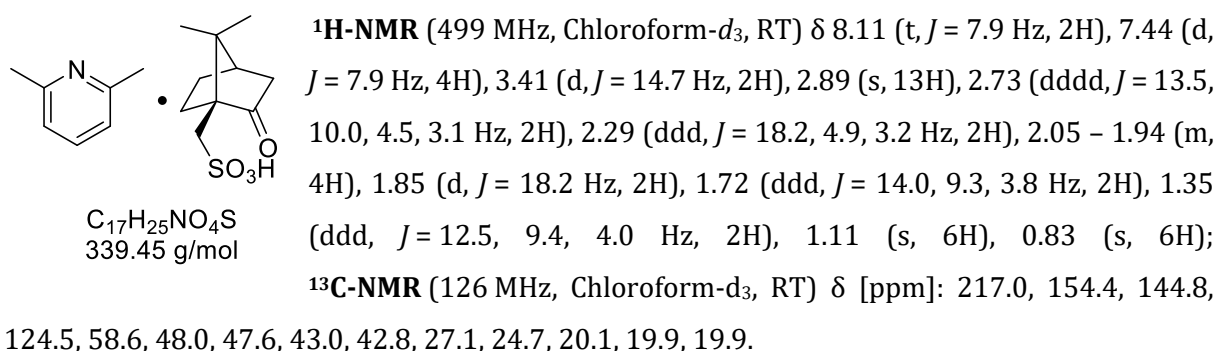 ¹H-NMR (499 MHz, Chloroform-d₃, RT) δ 8.11 (t, J = 7.9 Hz, 2H), 7.44 (d,
J = 7.9 Hz, 4H), 3.41 (d, J = 14.7 Hz, 2H), 2.89 (s, 13H), 2.73 (dddd, J = 13.5,
10.0, 4.5, 3.1 Hz, 2H), 2.29 (ddd, J = 18.2, 4.9, 3.2 Hz, 2H), 2.05 – 1.94 (m,
4H), 1.85 (d, J = 18.2 Hz, 2H), 1.72 (ddd, J = 14.0, 9.3, 3.8 Hz, 2H), 1.35
(ddd, J = 12.5, 9.4, 4.0 Hz, 2H), 1.11 (s, 6H), 0.83 (s, 6H);
¹³C-NMR (126 MHz, Chloroform-d₃, RT) δ [ppm]: 217.0, 154.4, 144.8,
124.5, 58.6, 48.0, 47.6, 43.0, 42.8, 27.1, 24.7, 20.1, 19.9, 19.9.
N
•
O
SO₃H
C₁₇H₂₅NO₄S
339.45 g/mol